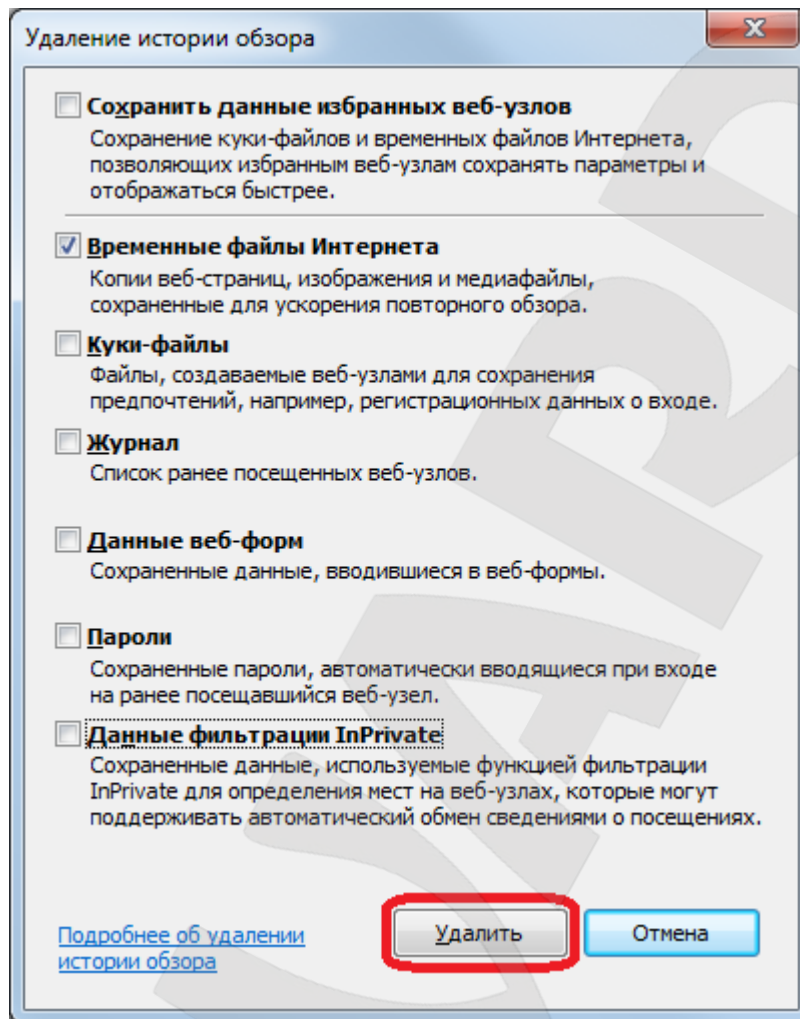 Удаление истории обзора
Сохранить данные избранных веб-узлов
Сохранение куки-файлов и временных файлов Интернета,
позволяющих избранным веб-узлам сохранять параметры и
отображаться быстрее.
Временные файлы Интернета
Копии веб-страниц, изображения и медиафайлы,
сохраненные для ускорения повторного обзора.
Куки-файлы
Файлы, создаваемые веб-узлами для сохранения
предпочтений, например, регистрационных данных о входе.
Журнал
Список ранее посещенных веб-узлов.
Данные веб-форм
Сохраненные данные, вводившиеся в веб-формы.
Пароли
Сохраненные пароли, автоматически вводящиеся при входе
на ранее посещавшийся веб-узел.
Данные фильтрации InPrivate
Сохраненные данные, используемые функцией фильтрации
InPrivate для определения мест на веб-узлах, которые могут
поддерживать автоматический обмен сведениями о посещениях.
Подробнее об удалении
истории обзора
Удалить
Отмена